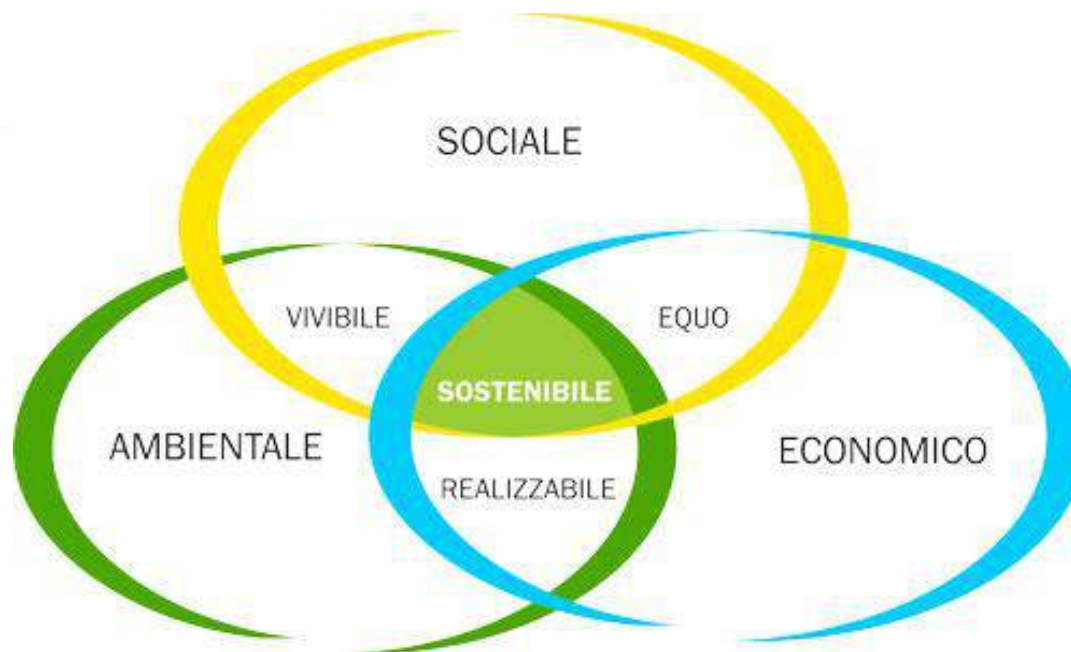 SOCIALE
VIVIBILE
EQUO
SOSTENIBILE
AMBIENTALE
ECONOMICO
REALIZZABILE